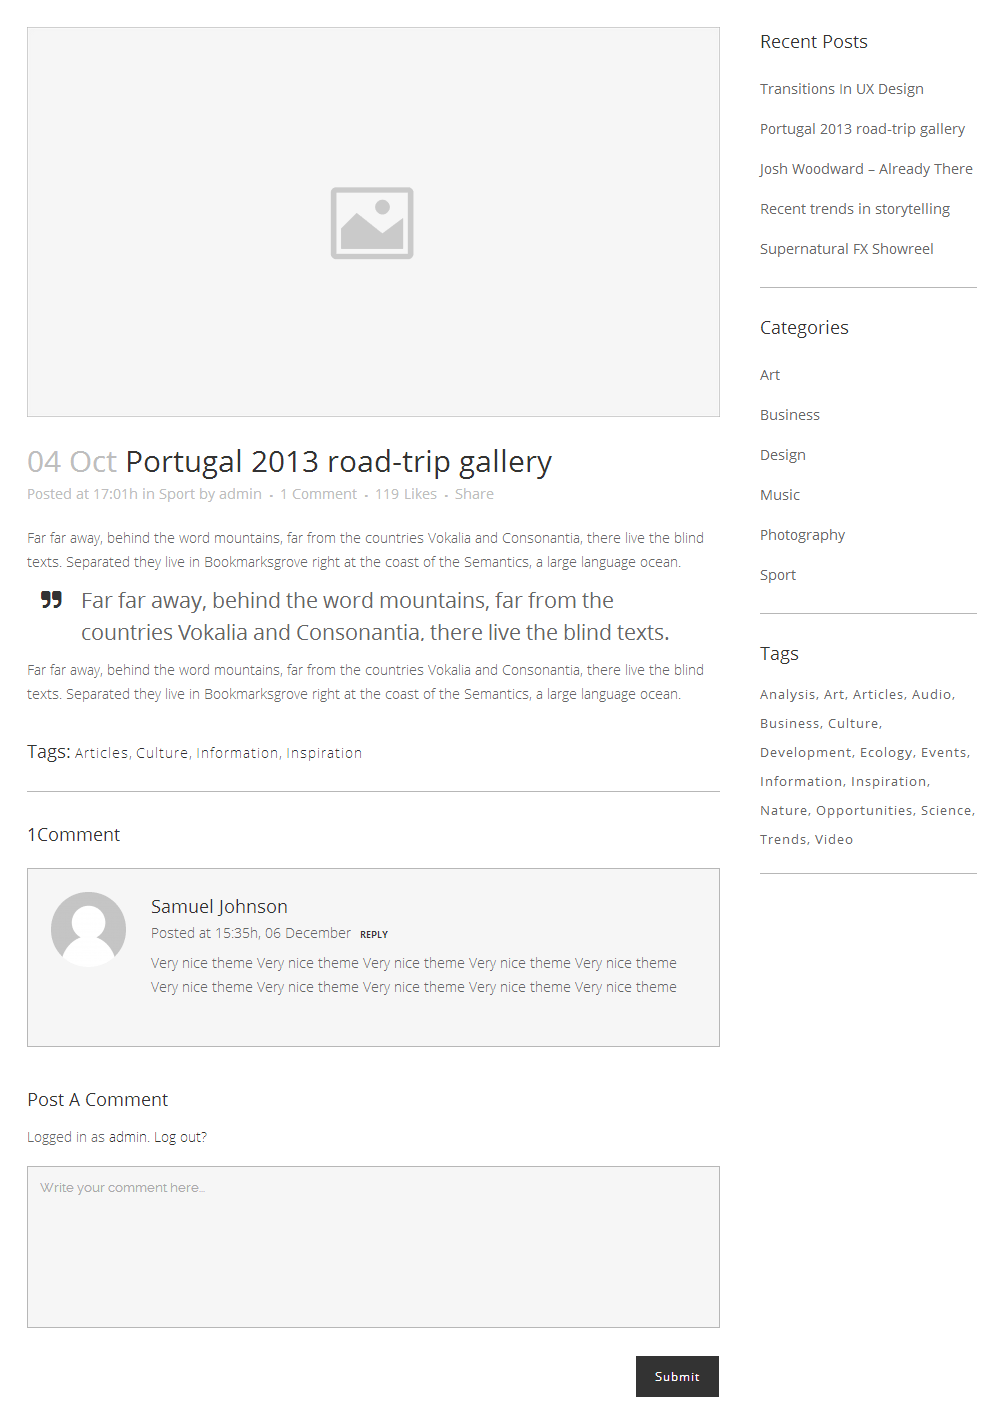 04 Oct Portugal 2013 road-trip gallery
Posted at 17:01h in Sport by admin • 1 Comment • 119 Likes • Share
Far far away, behind the word mountains, far from the countries Vokalia and Consonantia, there live the blind
texts. Separated they live in Bookmarksgrove right at the coast of the Semantics, a large language ocean.
Far far away, behind the word mountains, far from the
countries Vokalia and Consonantia, there live the blind texts.
Far far away, behind the word mountains, far from the countries Vokalia and Consonantia, there live the blind
texts. Separated they live in Bookmarksgrove right at the coast of the Semantics, a large language ocean.
Tags: Articles, Culture, Information, Inspiration
1Comment
Samuel Johnson
Posted at 15:35h, 06 December REPLY
Very nice theme Very nice theme Very nice theme Very nice theme Very nice theme
Very nice theme Very nice theme Very nice theme Very nice theme Very nice theme
Post A Comment
Logged in as admin. Log out?
Write your comment here...
Submit
Recent Posts
Transitions In UX Design
Portugal 2013 road-trip gallery
Josh Woodward – Already There
Recent trends in storytelling
Supernatural FX Showreel
Categories
Art
Business
Design
Music
Photography
Sport
Tags
Analysis, Art, Articles, Audio,
Business, Culture,
Development, Ecology, Events,
Information, Inspiration,
Nature, Opportunities, Science,
Trends, Video